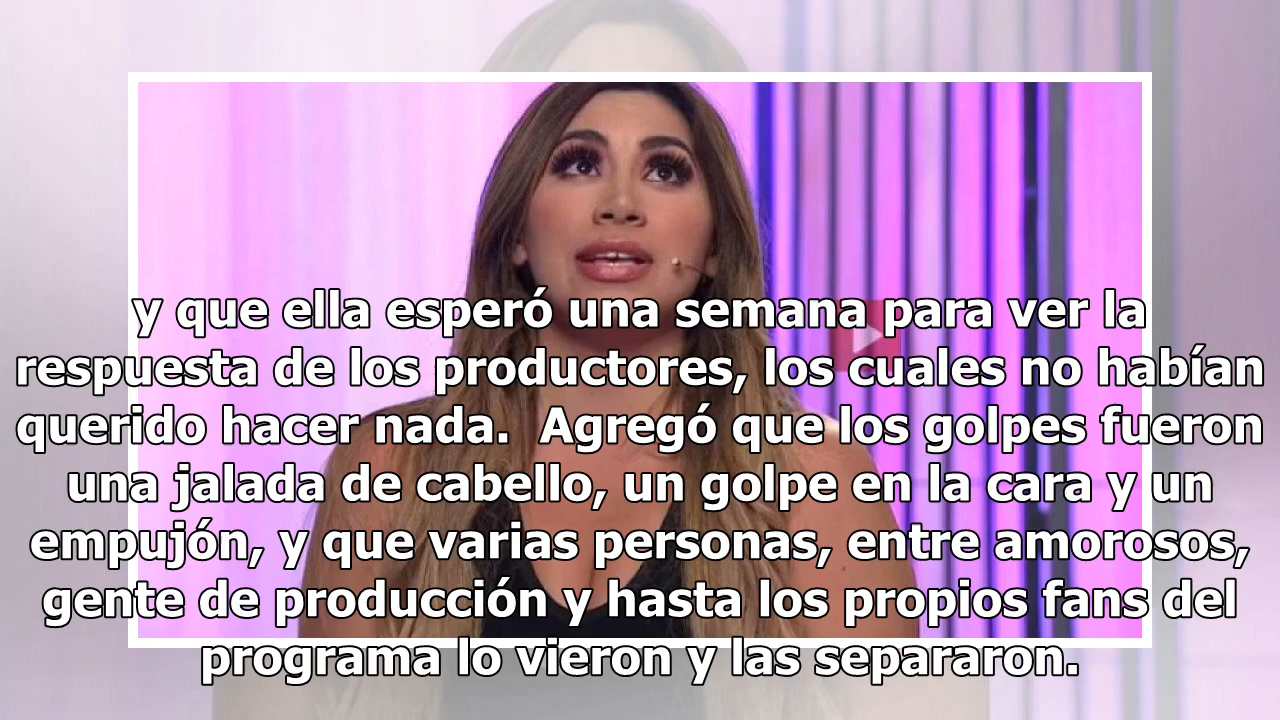 y que ella esperó una semana para ver la
respuesta de los productores, los cuales no habían
querido hacer nada.  Agregó que los golpes fueron
una jalada de cabello, un golpe en la cara y un
empujón, y que varias personas, entre amorosos,
gente de producción y hasta los propios fans del
programa lo vieron y las separaron.